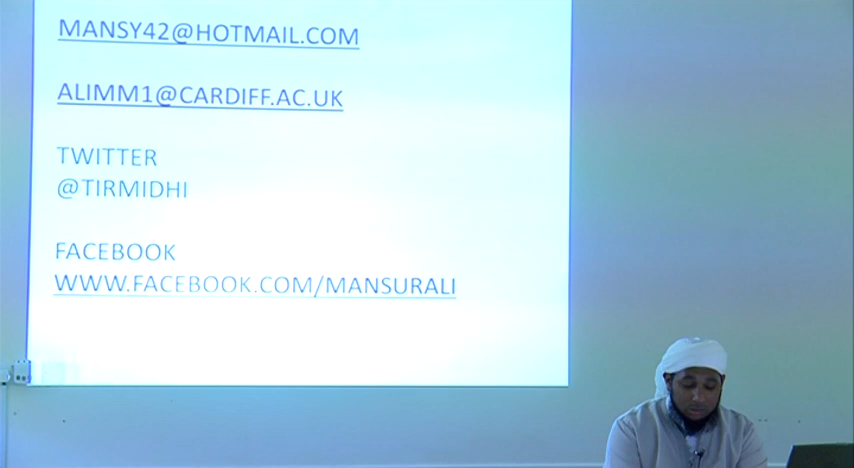 MANSY42@HOTMAIL.COM
ALIMM1@CARDIFF.AC.UK
TWITTER
@TIRMIDHI
FACEBOOK
WWW.FACEBOOK.COM/MANSURALI